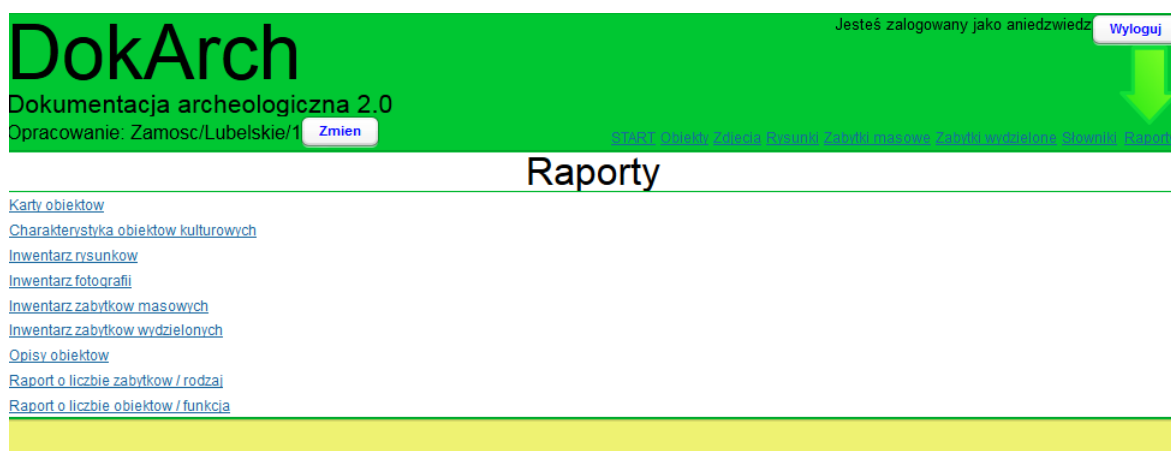 DokArch
Jesteś zalogowany jako aniedzwiedz Wyloguj
Dokumentacja archeologiczna 2.0
Opracowanie: Zamosc/Lubelskie/1 Zmien
START Obiekty Zdjecia Rysunki Zabytki masowe Zabytki wydzielone Słowniki Raporty
Raporty
Karty obiektow
Charakterystyka obiektow kulturowych
Inwentarz rysunkow
Inwentarz fotografii
Inwentarz zabytkow masowych
Inwentarz zabytkow wydzielonych
Opisy obiektow
Raport o liczbie zabytkow / rodzaj
Raport o liczbie obiektow / funkcja